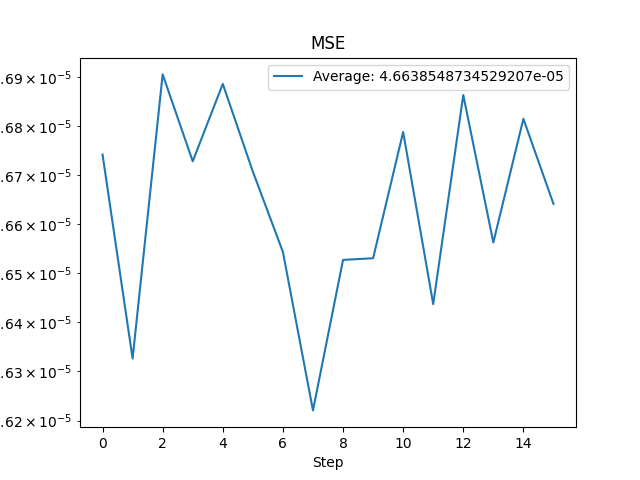 MSE
Average: 4.6638548734529207e-05
.69 × 10⁻⁵
.68 × 10⁻⁵
.67 × 10⁻⁵
.66 × 10⁻⁵
.65 × 10⁻⁵
.64 × 10⁻⁵
.63 × 10⁻⁵
.62 × 10⁻⁵
0 2 4 6 8 10 12 14
Step